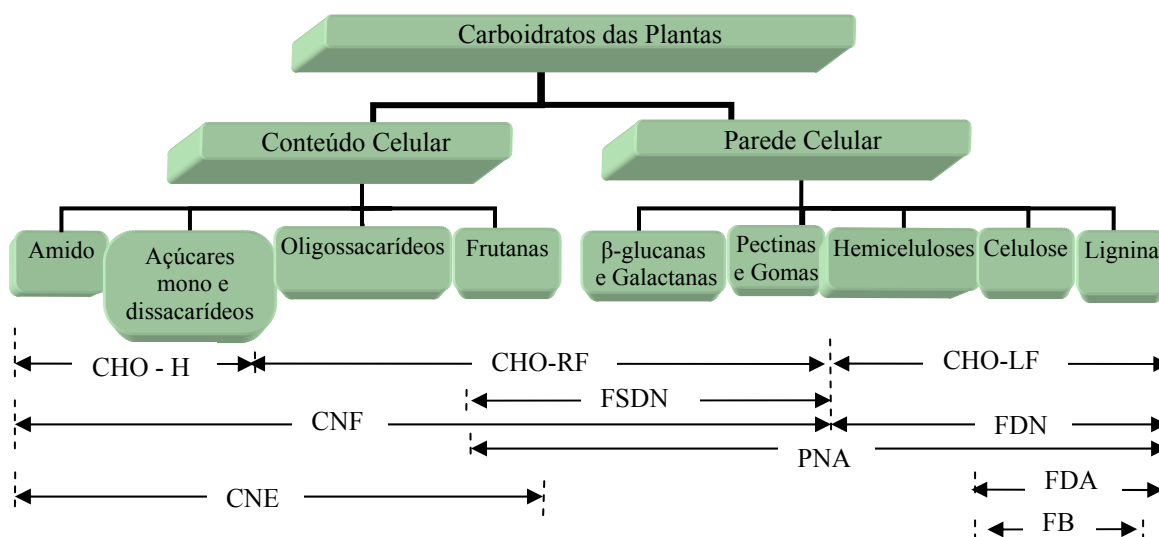 Carboidratos das Plantas
Conteúdo Celular
Parede Celular
Amido
Açúcares
mono e
dissacarídeos
Oligossacarídeos
Frutanas
β-glucanas
e Galactanas
Pectinas
e Gomas
Hemiceluloses
Celulose
Lignina
CHO - H
CHO-RF
CHO-LF
FSDN
CNF
FDN
PNA
CNE
FDA
FB